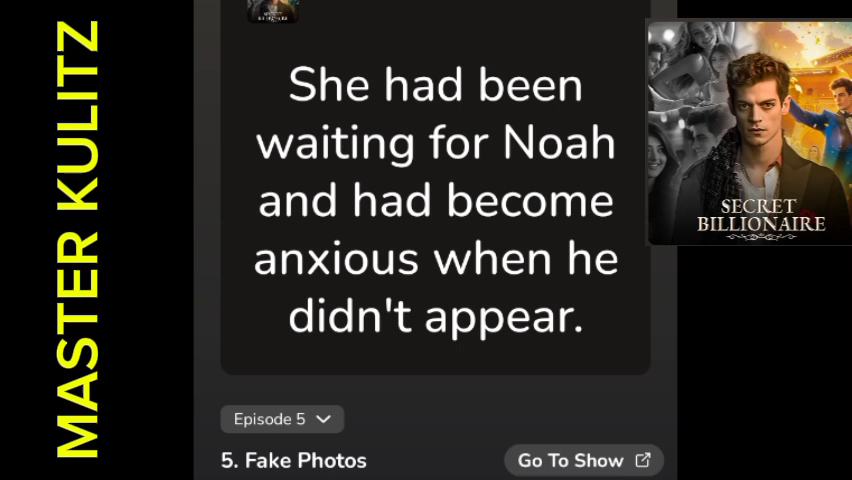 MASTER KULITZ
She had been
waiting for Noah
and had become
anxious when he
didn't appear.
SECRET
BILLIONAIRE
Episode 5
5. Fake Photos
Go To Show